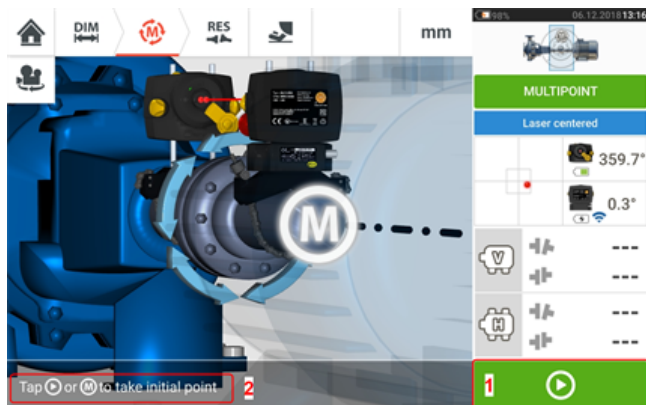 DIM
M
RES
mm
98%
06.12.2018 13:16
MULTIPOINT
Laser centered
359.7°
0.3°
M
V
---
---
H
---
---
Tap or M to take initial point
2
1